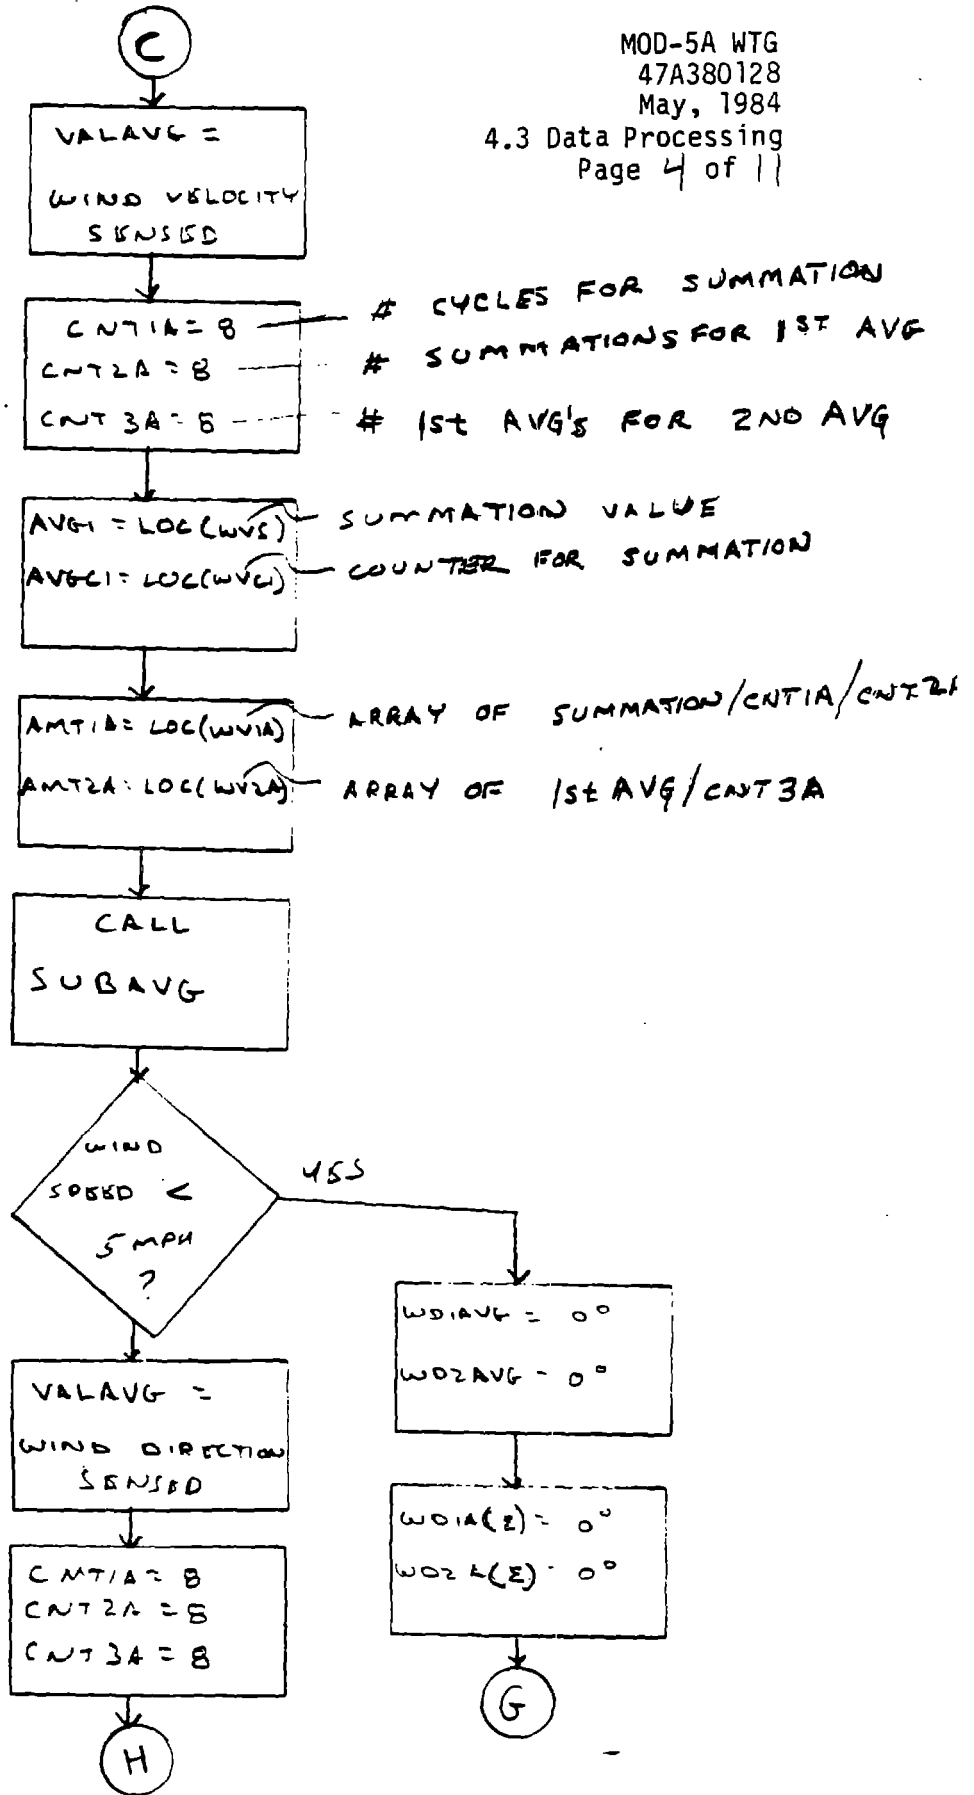 C
MOD-5A WTG
47A380128
May, 1984
4.3 Data Processing
Page 4 of 11
VALAVG =
WIND VELOCITY
SENSED
CNT1A = 8
# CYCLES FOR SUMMATION
CNT2A = 8
# SUMMATIONS FOR 1ST AVG
CNT3A = 8
# 1st AVG'S FOR 2ND AVG
AVG1 = LOC(WVS)
SUMMATION VALUE
AVGC1 = LOC(WVC1)
COUNTER FOR SUMMATION
AMT1A = LOC(WV1A)
ARRAY OF SUMMATION/CNT1A/CNT2A
AMT2A = LOC(WV2A)
ARRAY OF 1st AVG/CNT3A
CALL
SUBAVG
WIND
SPEED <
5 MPH
?
YES
WD1AVG = 0°
WD2AVG = 0°
VALAVG =
WIND DIRECTION
SENSED
WD1A(Σ) = 0°
WD2A(Σ) = 0°
CNT1A = 8
CNT2A = 8
CNT3A = 8
G
H